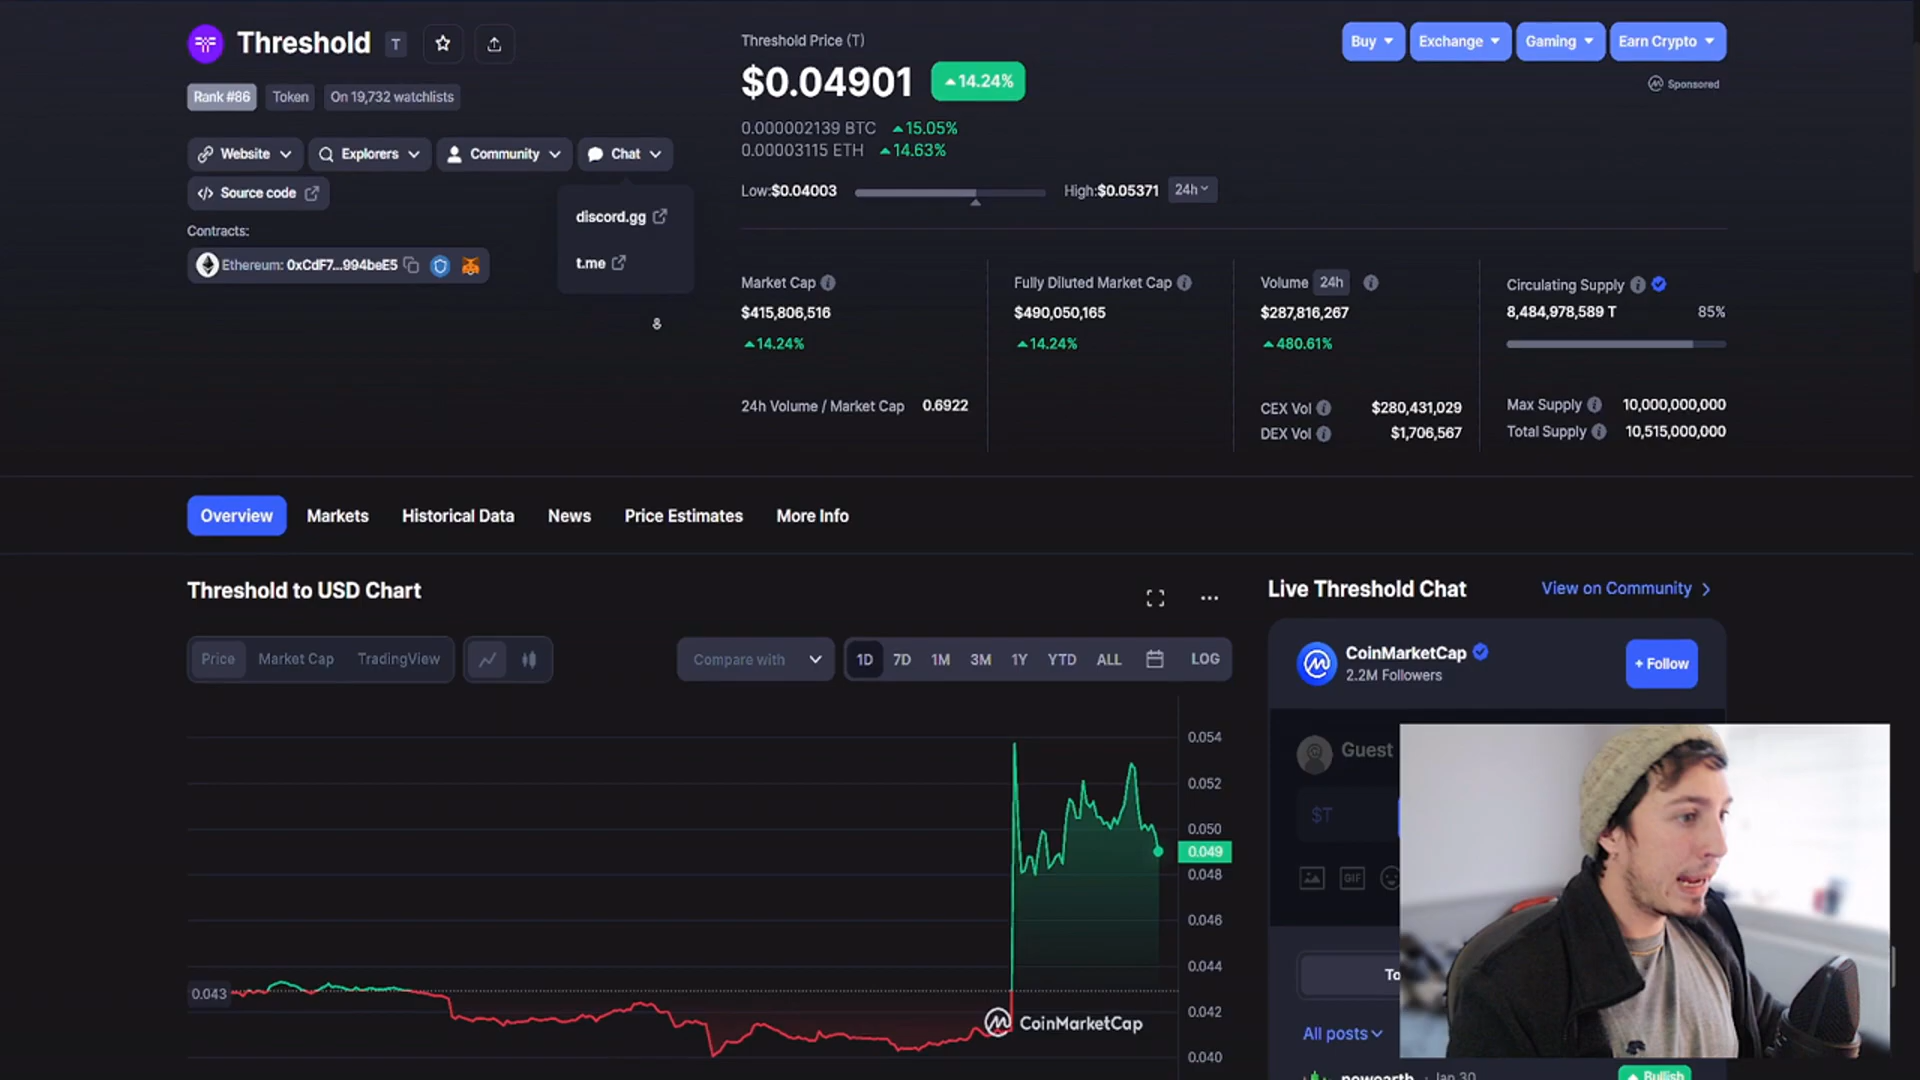 Threshold T
Rank #86 Token On 19,732 watchlists
Website Explorers Community Chat
Source code
discord.gg
t.me
Contracts:
Ethereum: 0xCdF7...994beE5
Threshold Price (T)
$0.04901 14.24%
0.000002139 BTC 15.05%
0.00003115 ETH 14.63%
Low:$0.04003 High:$0.05371 24h
Buy Exchange Gaming Earn Crypto
Sponsored
Market Cap
$415,806,516
14.24%
24h Volume / Market Cap 0.6922
Fully Diluted Market Cap
$490,050,165
14.24%
Volume 24h
$287,816,267
480.61%
CEX Vol $280,431,029
DEX Vol $1,706,567
Circulating Supply
8,484,978,589 T 85%
Max Supply 10,000,000,000
Total Supply 10,515,000,000
Overview Markets Historical Data News Price Estimates More Info
Threshold to USD Chart
Price Market Cap TradingView
Compare with
1D 7D 1M 3M 1Y YTD ALL LOG
0.054
0.052
0.050
0.049
0.048
0.046
0.044
0.042
0.040
0.043
CoinMarketCap
Live Threshold Chat View on Community
CoinMarketCap
2.2M Followers
+ Follow
Guest
$T
GIF
To
All posts
Jan 30
Bullish